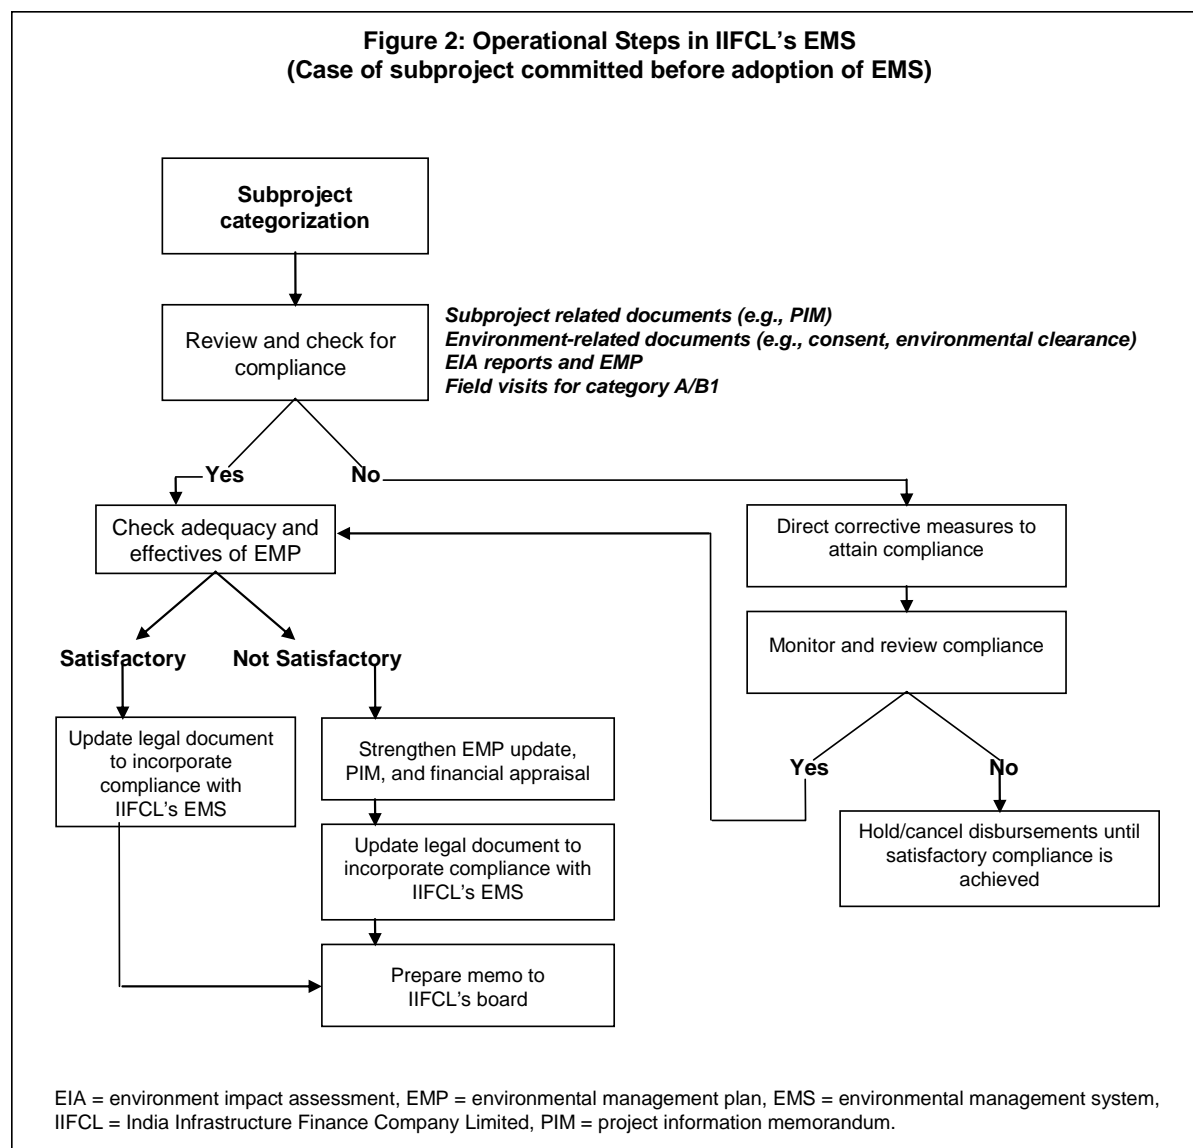 Figure 2: Operational Steps in IIFCL's EMS
(Case of subproject committed before adoption of EMS)
Subproject
categorization
Review and check for
compliance
Subproject related documents (e.g., PIM)
Environment-related documents (e.g., consent, environmental clearance)
EIA reports and EMP
Field visits for category A/B1
Yes
No
Check adequacy and
effectives of EMP
Direct corrective measures to
attain compliance
Satisfactory
Not Satisfactory
Monitor and review compliance
Update legal document
to incorporate
compliance with
IIFCL's EMS
Strengthen EMP update,
PIM, and financial appraisal
Yes
No
Update legal document to
incorporate compliance with
IIFCL's EMS
Hold/cancel disbursements until
satisfactory compliance is
achieved
Prepare memo to
IIFCL's board
EIA = environment impact assessment, EMP = environmental management plan, EMS = environmental management system,
IIFCL = India Infrastructure Finance Company Limited, PIM = project information memorandum.